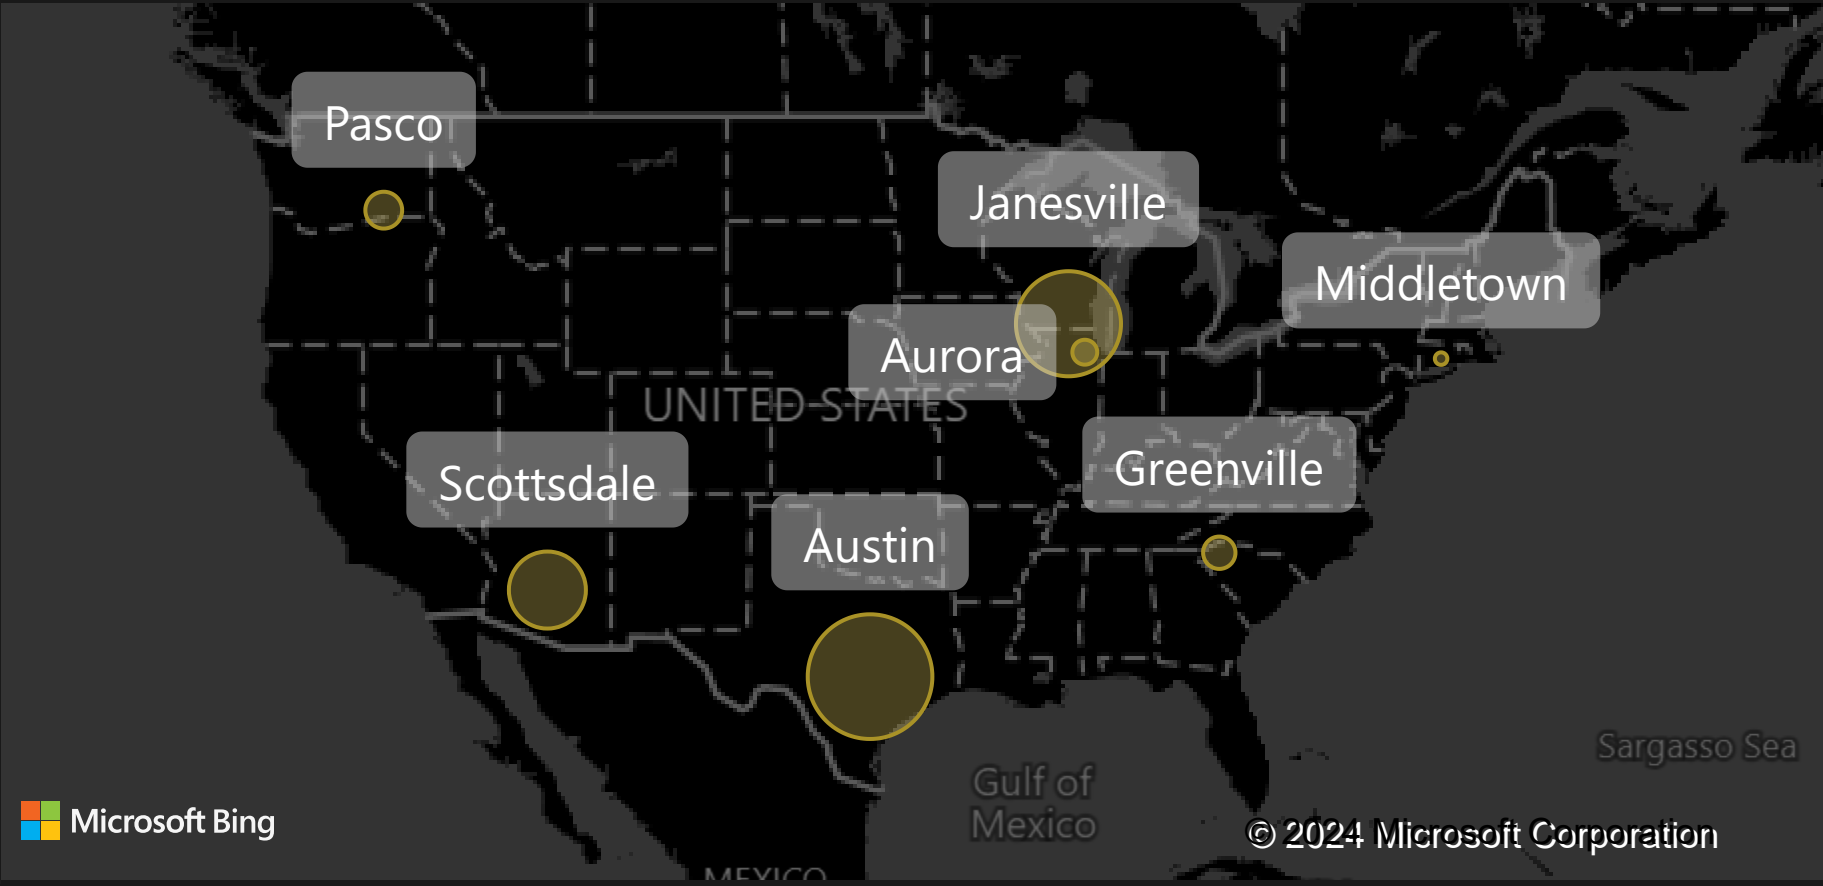 Pasco
Janesville
Middletown
Aurora
UNITED STATES
Scottsdale
Greenville
Austin
Sargasso Sea
Gulf of
Mexico
Microsoft Bing
© 2024 Microsoft Corporation
MEXICO